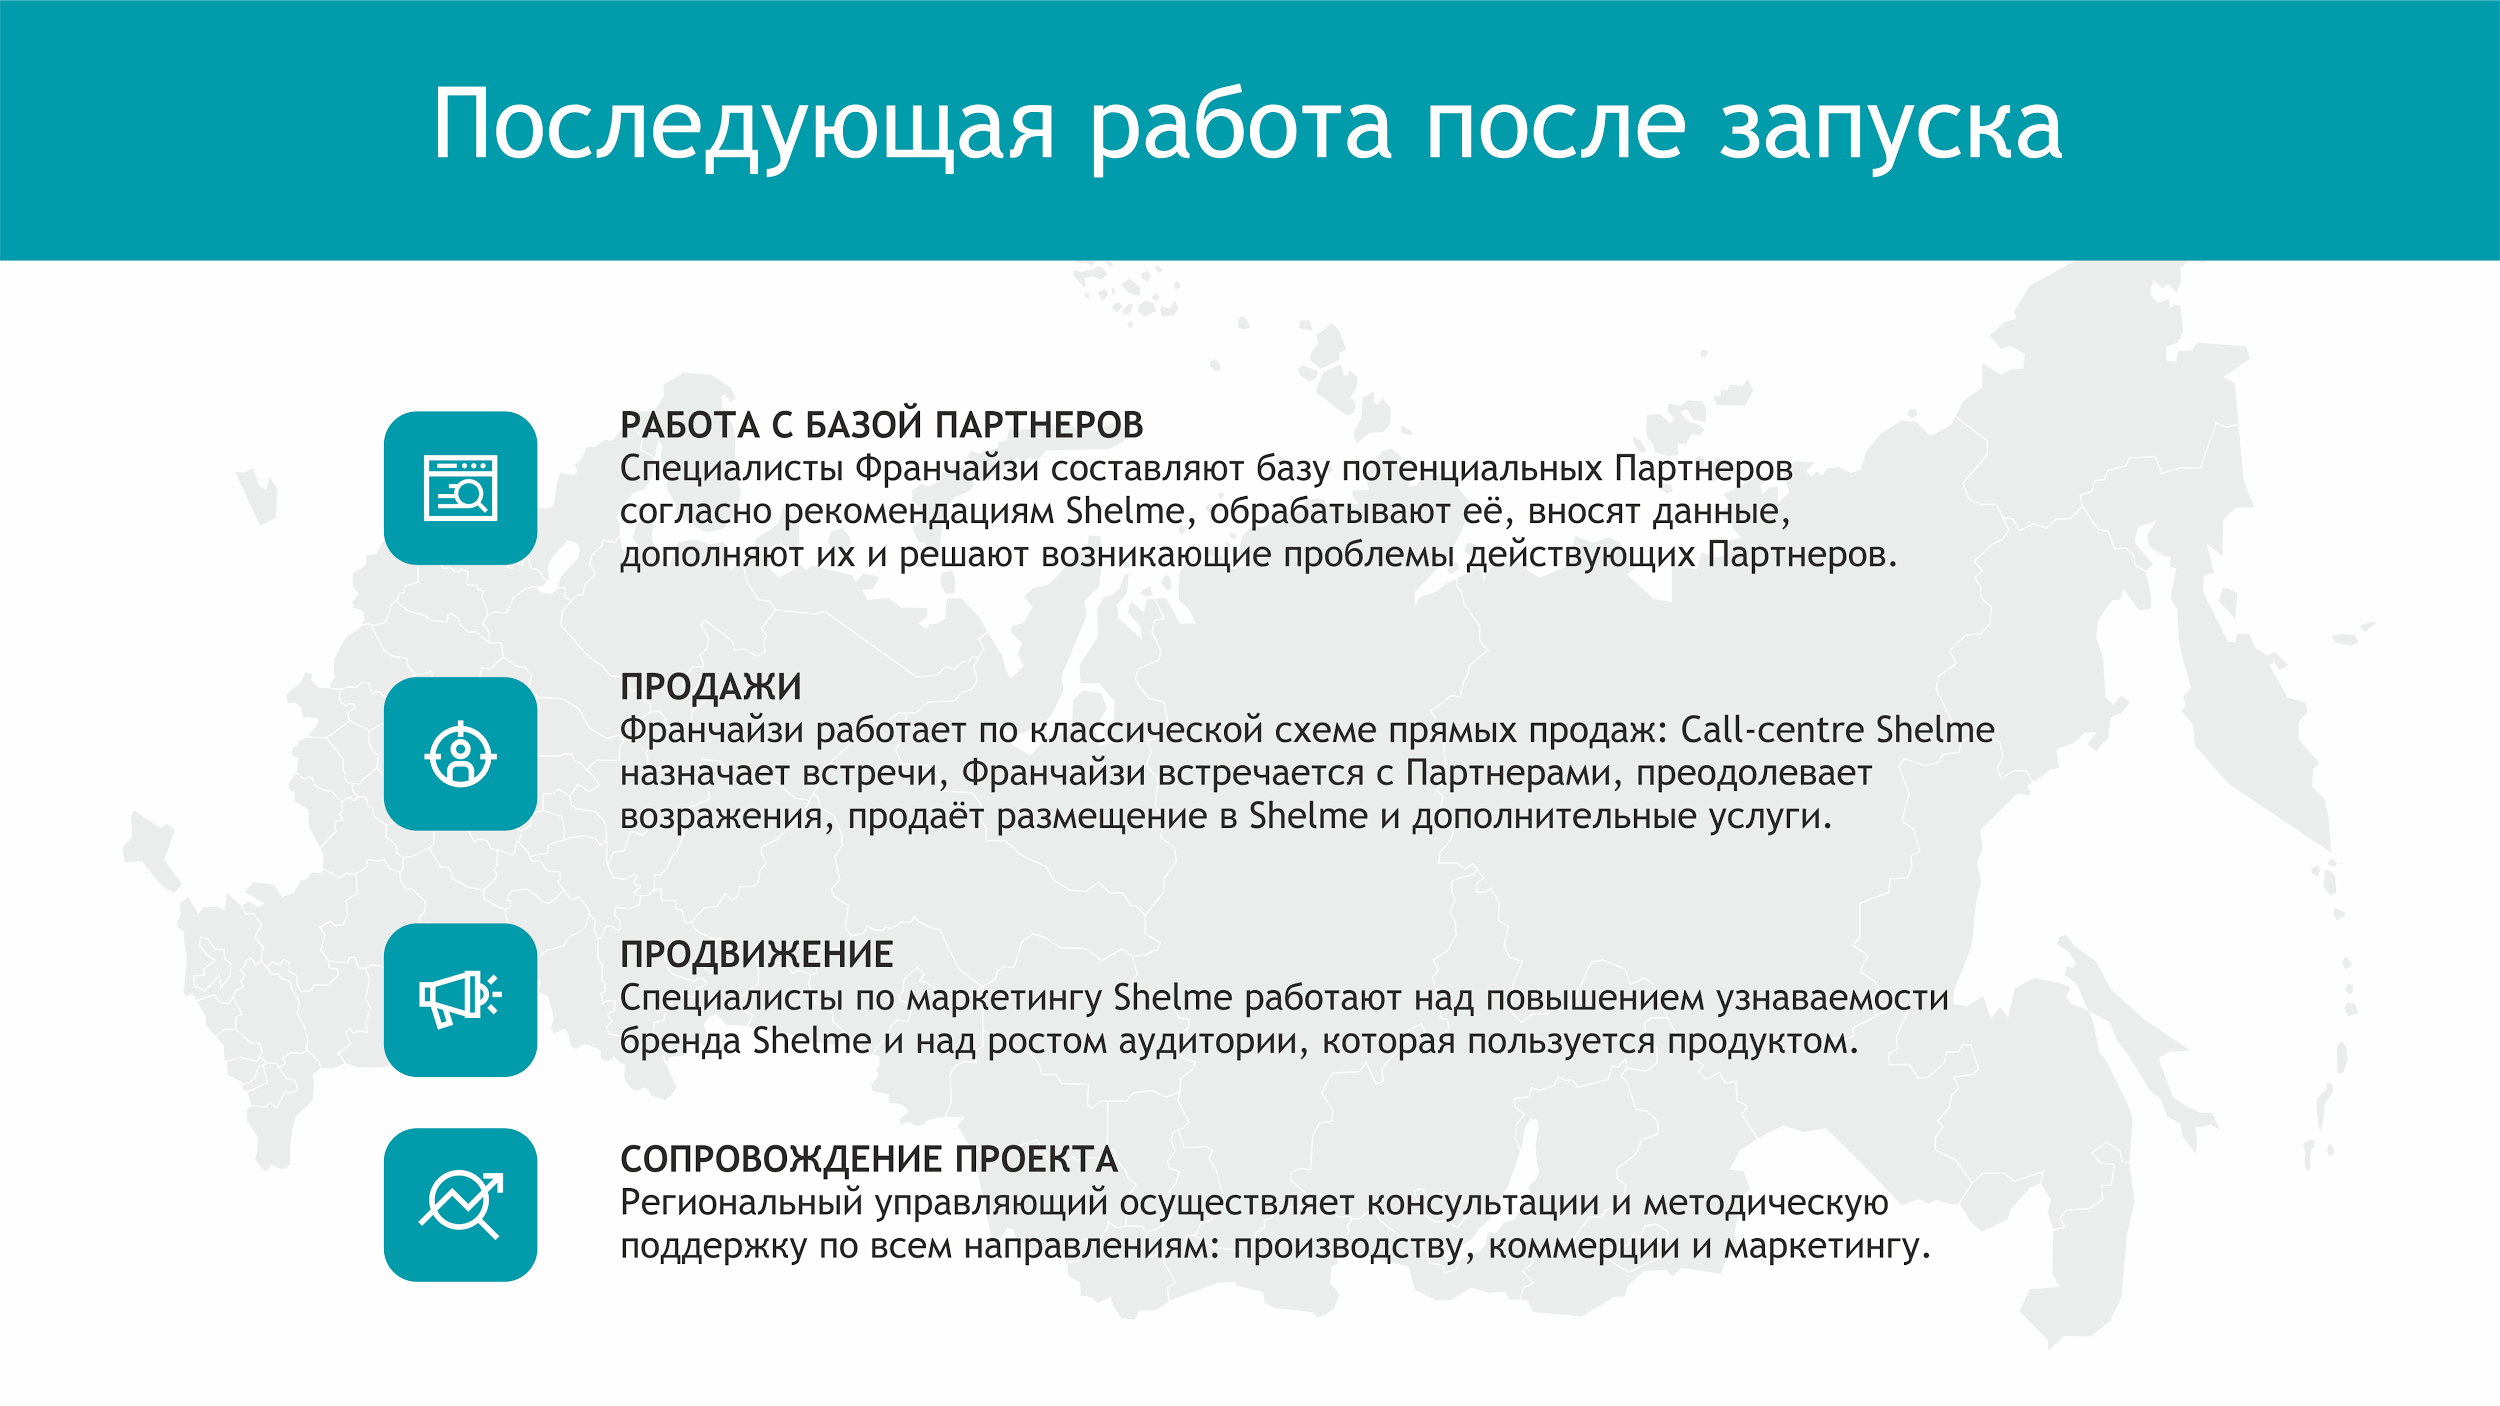 Последующая работа после запуска
РАБОТА С БАЗОЙ ПАРТНЕРОВ
Специалисты Франчайзи составляют базу потенциальных Партнеров
согласно рекомендациям Shelme, обрабатывают её, вносят данные,
дополняют их и решают возникающие проблемы действующих Партнеров.
ПРОДАЖИ
Франчайзи работает по классической схеме прямых продаж: Call-centre Shelme
назначает встречи, Франчайзи встречается с Партнерами, преодолевает
возражения, продаёт размещение в Shelme и дополнительные услуги.
ПРОДВИЖЕНИЕ
Специалисты по маркетингу Shelme работают над повышением узнаваемости
бренда Shelme и над ростом аудитории, которая пользуется продуктом.
СОПРОВОЖДЕНИЕ ПРОЕКТА
Региональный управляющий осуществляет консультации и методическую
поддержку по всем направлениям: производству, коммерции и маркетингу.